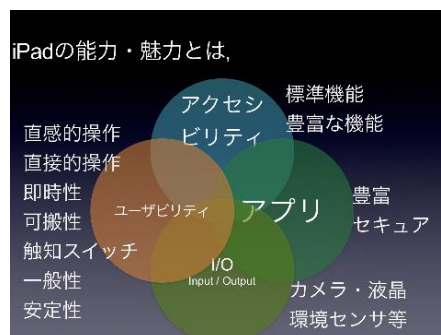 iPadの能力・魅力とは,
アクセシ
ビリティ
標準機能
豊富な機能
直感的操作
直接的操作
即時性
可搬性
触知スイッチ
一般性
安定性
ユーザビリティ
アプリ
豊富
セキュア
I/O
Input / Output
カメラ・液晶
環境センサ等